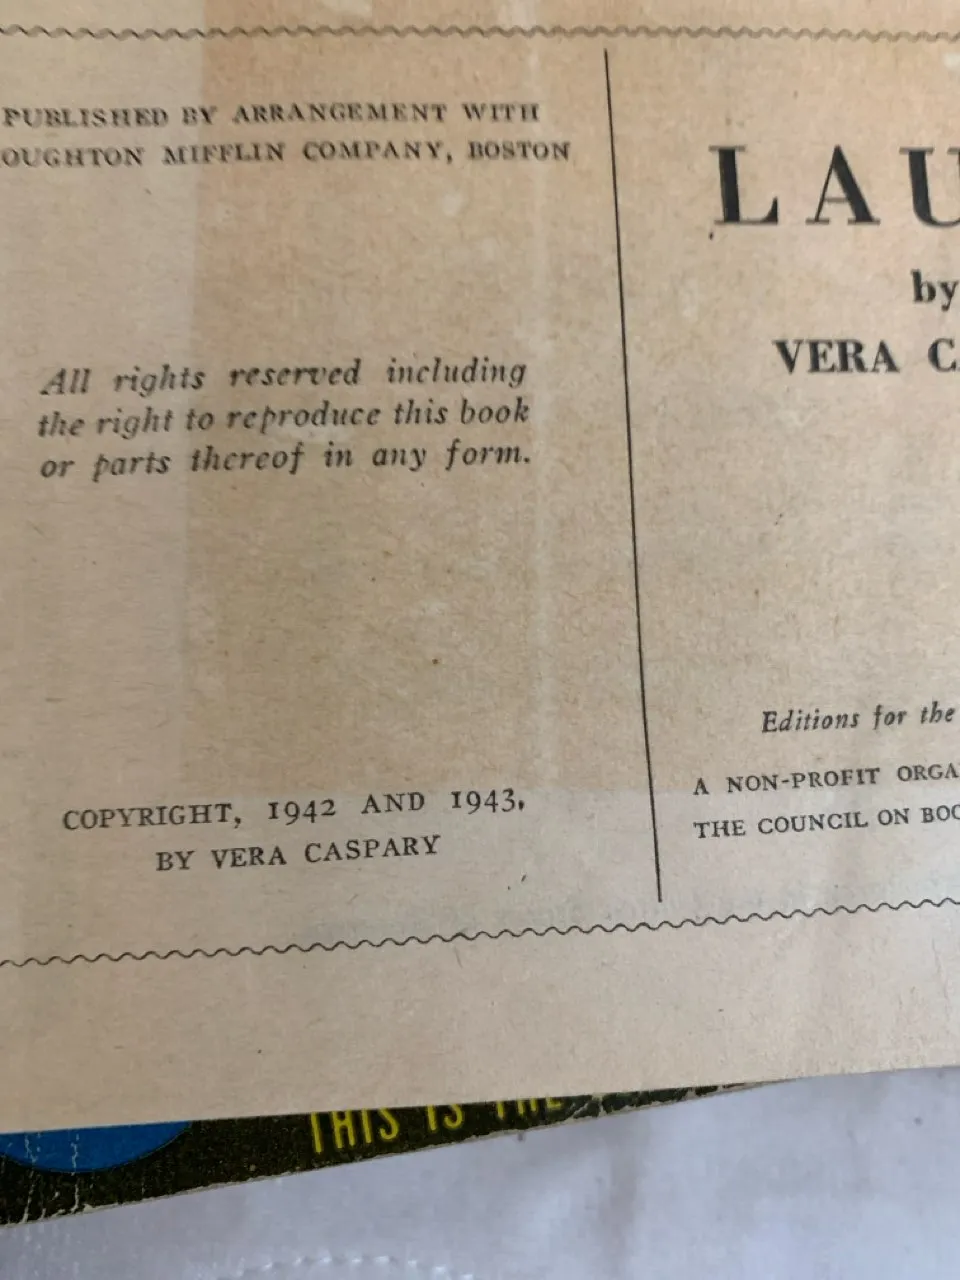 PUBLISHED BY ARRANGEMENT WITH
OUGHTON MIFFLIN COMPANY, BOSTON
All rights reserved including
the right to reproduce this book
or parts thereof in any form.
COPYRIGHT, 1942 AND 1943,
BY VERA CASPARY
LAU
by
VERA CA
Editions for the
A NON-PROFIT ORGA
THE COUNCIL ON BOO
THIS IS THE